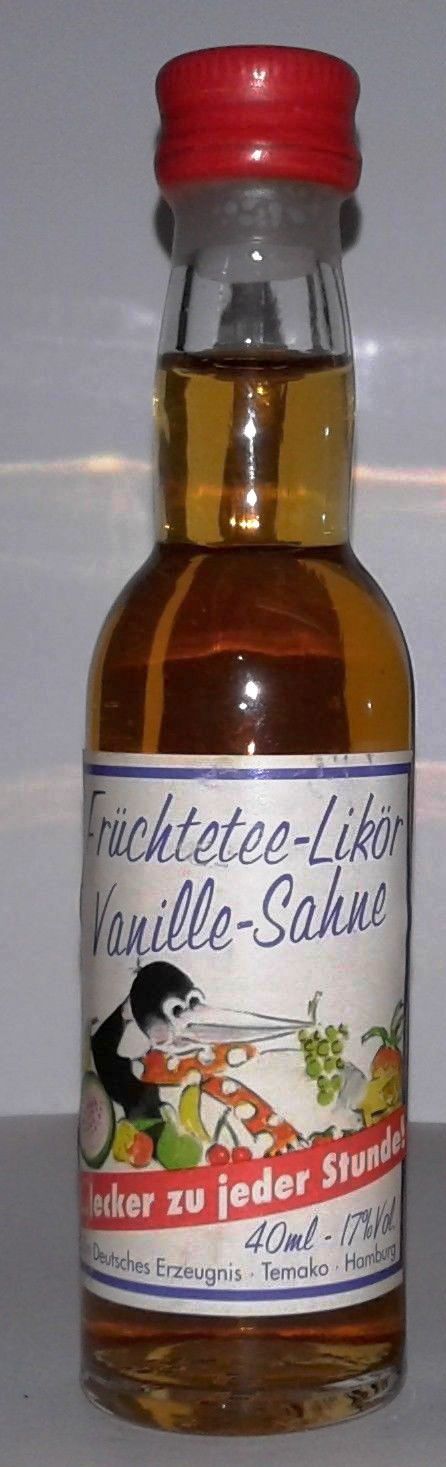 Früchtetee-Likör
Vanille-Sahne
lecker zu jeder Stunde!
40ml - 17% Vol.
Deutsches Erzeugnis · Temako · Hamburg